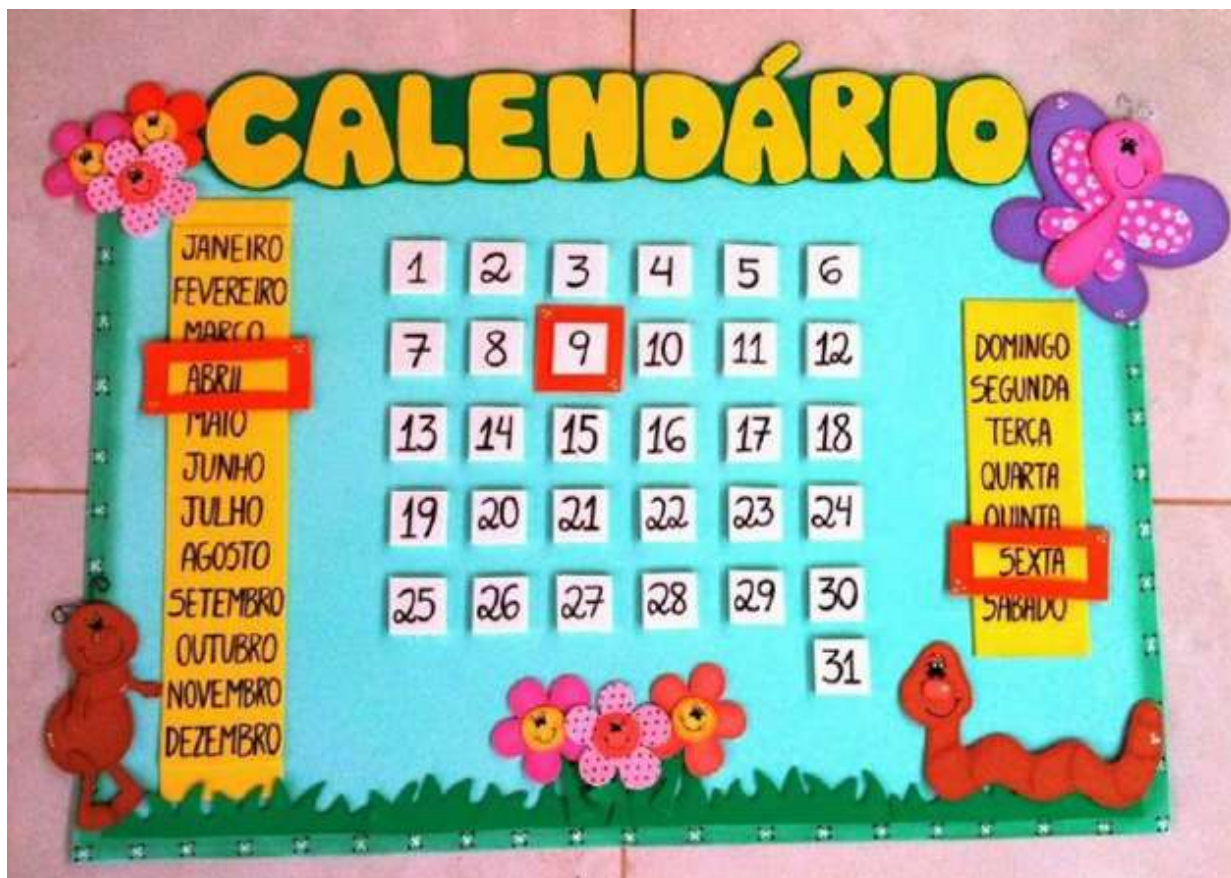 CALENDÁRIO
JANEIRO
FEVEREIRO
MARÇO
ABRIL
MAIO
JUNHO
JULHO
AGOSTO
SETEMBRO
OUTUBRO
NOVEMBRO
DEZEMBRO
1 2 3 4 5 6
7 8 9 10 11 12
13 14 15 16 17 18
19 20 21 22 23 24
25 26 27 28 29 30
31
DOMINGO
SEGUNDA
TERÇA
QUARTA
QUINTA
SEXTA
SÁBADO